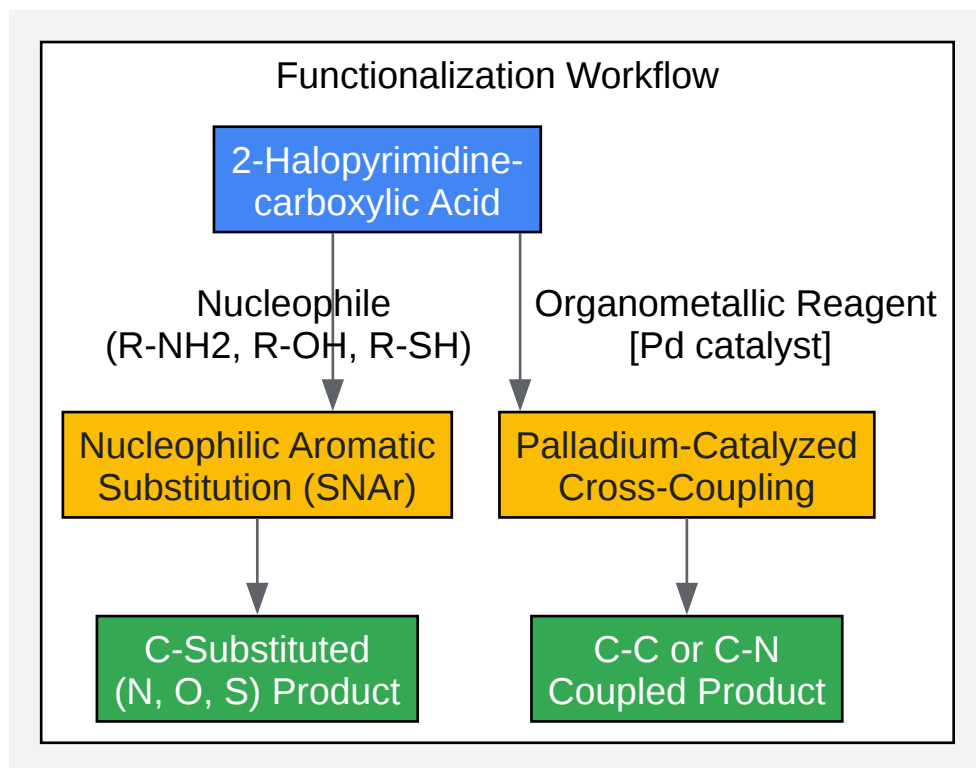 Functionalization Workflow
2-Halopyrimidine-
carboxylic Acid
Nucleophile
(R-NH2, R-OH, R-SH)
Organometallic Reagent
[Pd catalyst]
Nucleophilic Aromatic
Substitution (SNAr)
Palladium-Catalyzed
Cross-Coupling
C-Substituted
(N, O, S) Product
C-C or C-N
Coupled Product